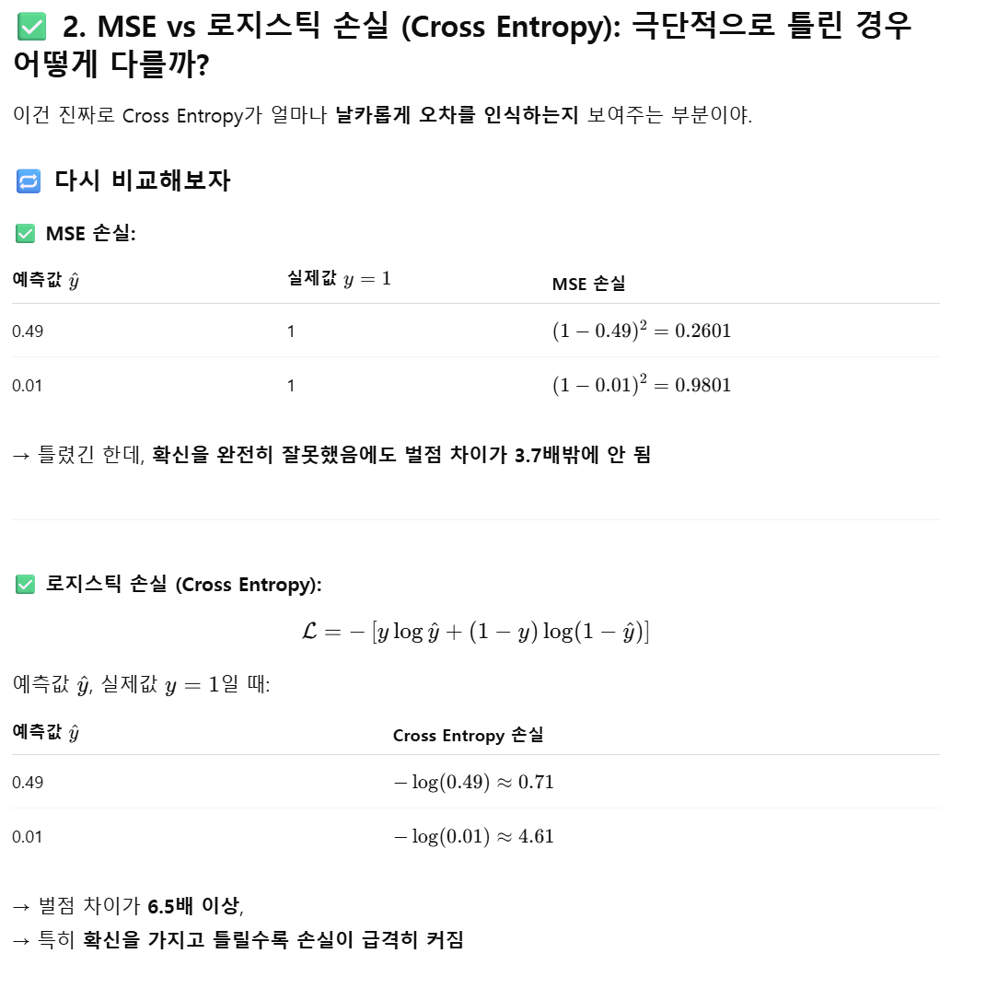 ✅ 2. MSE vs 로지스틱 손실 (Cross Entropy): 극단적으로 틀린 경우
어떻게 다를까?
이건 진짜로 Cross Entropy가 얼마나 날카롭게 오차를 인식하는지 보여주는 부분이야.
🔁 다시 비교해보자
✅ MSE 손실:
예측값 ŷ 실제값 y = 1 MSE 손실
0.49 1 (1 − 0.49)² = 0.2601
0.01 1 (1 − 0.01)² = 0.9801
→ 틀렸긴 한데, 확신을 완전히 잘못했음에도 벌점 차이가 3.7배밖에 안 됨
✅ 로지스틱 손실 (Cross Entropy):
ℒ = − [y log ŷ + (1 − y) log(1 − ŷ)]
예측값 ŷ, 실제값 y = 1일 때:
예측값 ŷ Cross Entropy 손실
0.49 − log(0.49) ≈ 0.71
0.01 − log(0.01) ≈ 4.61
→ 벌점 차이가 6.5배 이상,
→ 특히 확신을 가지고 틀릴수록 손실이 급격히 커짐